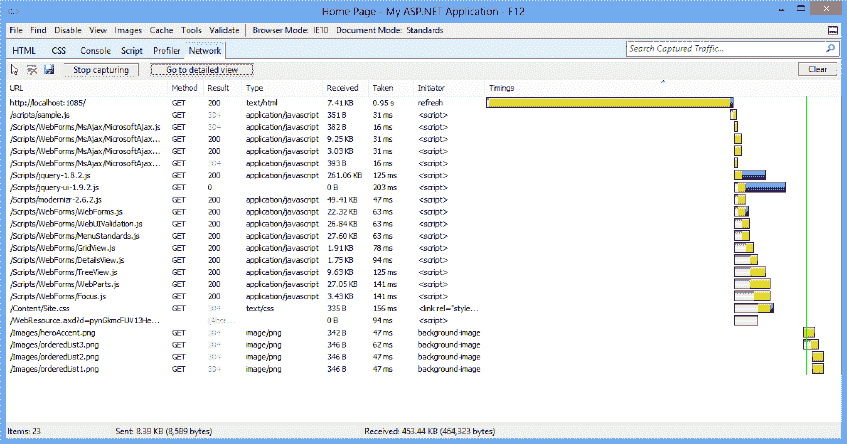 Home Page - My ASP.NET Application - F12
File Find Disable View Images Cache Tools Validate Browser Mode: IE10 Document Mode: Standards
HTML CSS Console Script Profiler Network Search Captured Traffic...
Stop capturing Go to detailed view Clear
URL Method Result Type Received Taken Initiator Timings
http://localhost:1085/ GET 200 text/html 7.41 KB 0.95 s refresh
/scripts/sample.js GET 304 application/javascript 351 B 31 ms <script>
/Scripts/WebForms/MsAjax/MicrosoftAjax.js GET 304 application/javascript 382 B 16 ms <script>
/Scripts/WebForms/MsAjax/MicrosoftAjax... GET 200 application/javascript 9.25 KB 31 ms <script>
/Scripts/WebForms/MsAjax/MicrosoftAjax... GET 200 application/javascript 3.03 KB 31 ms <script>
/Scripts/WebForms/MsAjax/MicrosoftAjax... GET 304 application/javascript 393 B 16 ms <script>
/Scripts/jquery-1.8.2.js GET 200 application/javascript 261.06 KB 125 ms <script>
/Scripts/jquery-ui-1.9.2.js GET 0 0 B 203 ms <script>
/Scripts/modernizr-2.6.2.js GET 200 application/javascript 49.41 KB 47 ms <script>
/Scripts/WebForms/WebForms.js GET 200 application/javascript 22.32 KB 63 ms <script>
/Scripts/WebForms/WebUIValidation.js GET 200 application/javascript 26.84 KB 63 ms <script>
/Scripts/WebForms/MenuStandards.js GET 200 application/javascript 27.60 KB 63 ms <script>
/Scripts/WebForms/GridView.js GET 200 application/javascript 1.91 KB 78 ms <script>
/Scripts/WebForms/DetailsView.js GET 200 application/javascript 1.75 KB 94 ms <script>
/Scripts/WebForms/TreeView.js GET 200 application/javascript 9.63 KB 125 ms <script>
/Scripts/WebForms/WebParts.js GET 200 application/javascript 27.05 KB 141 ms <script>
/Scripts/WebForms/Focus.js GET 200 application/javascript 3.43 KB 141 ms <script>
/Content/Site.css GET 304 text/css 335 B 156 ms <link rel="style...
GET 0 B 94 ms <script>
/Images/heroAccent.png GET 304 image/png 342 B 47 ms background-image
/Images/orderedList3.png GET 304 image/png 346 B 62 ms background-image
/Images/orderedList2.png GET 304 image/png 346 B 47 ms background-image
/Images/orderedList1.png GET 304 image/png 346 B 47 ms background-image
Items: 23 Sent: 8.39 KB (8,589 bytes) Received: 453.44 KB (464,323 bytes)